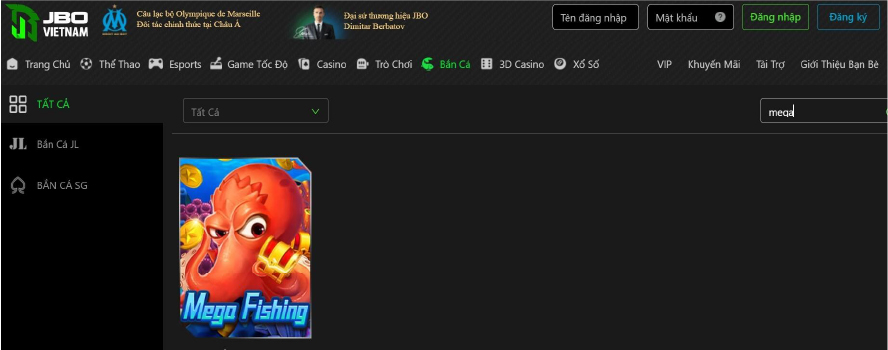 JBO
VIETNAM
Câu lạc bộ Olympique de Marseille
Đối tác chính thức tại Châu Á
Đại sứ thương hiệu JBO
Dimitar Berbatov
Tên đăng nhập
Mật khẩu
Đăng nhập
Đăng ký
Trang Chủ
Thể Thao
Esports
Game Tốc Độ
Casino
Trò Chơi
Bắn Cá
3D Casino
Xổ Số
VIP
Khuyến Mãi
Tài Trợ
Giới Thiệu Bạn Bè
TẤT CẢ
Tất Cả
mega
JL Bắn Cá JL
BẮN CÁ SG
Mega Fishing